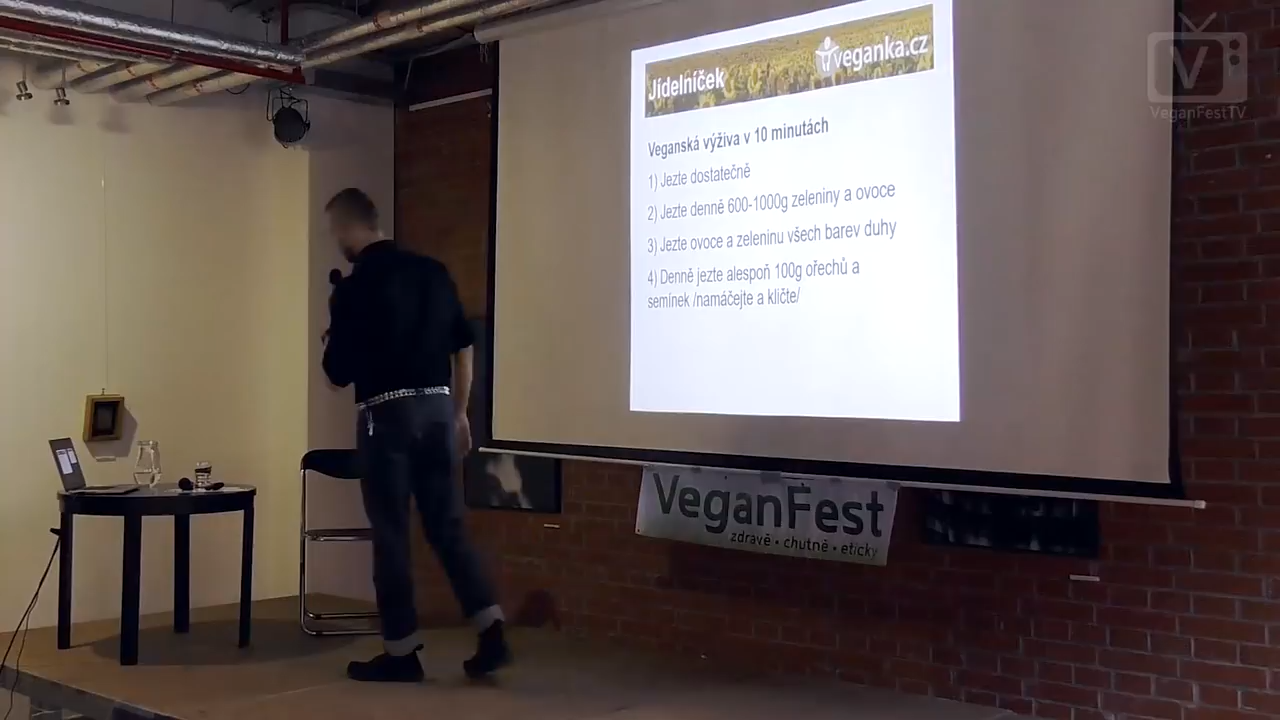 Jídelníček
veganka.cz
Veganská výživa v 10 minutách
1) Jezte dostatečně
2) Jezte denně 600-1000g zeleniny a ovoce
3) Jezte ovoce a zeleninu všech barev duhy
4) Denně jezte alespoň 100g ořechů a
semínek /namáčejte a kličte/
VeganFest
zdravě • chutně • eticky
V
VeganFestTV